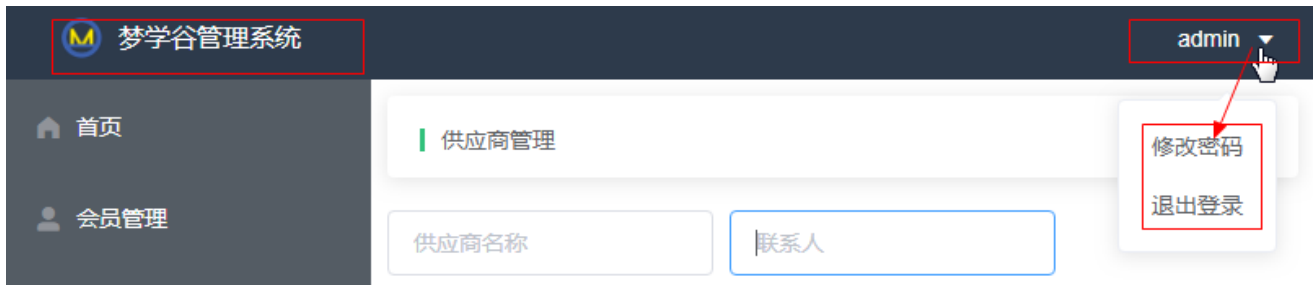 M 梦学谷管理系统
admin
首页
供应商管理
修改密码
退出登录
会员管理
供应商名称
联系人